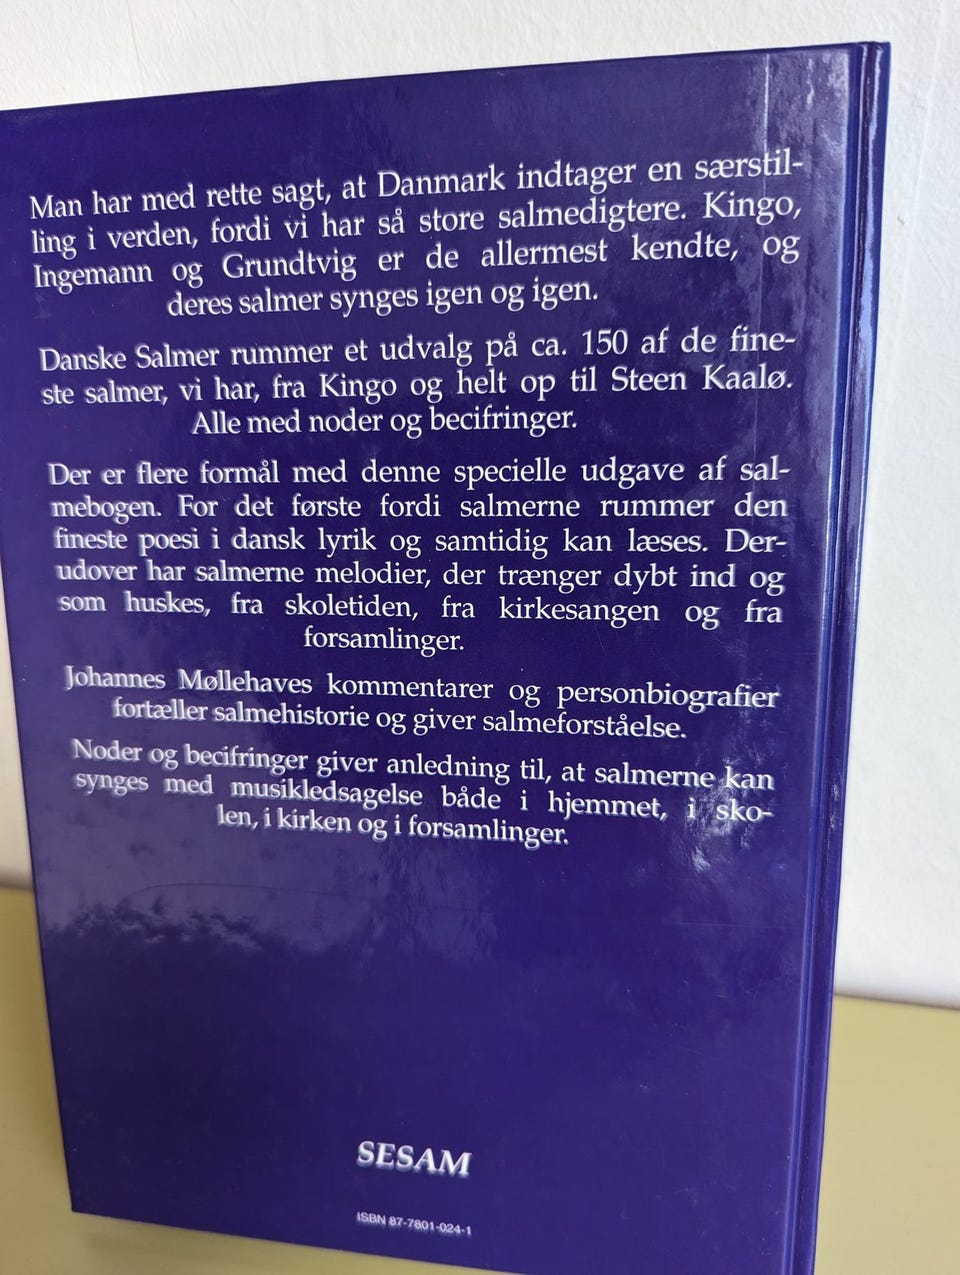 Man har med rette sagt, at Danmark indtager en særstil-
ling i verden, fordi vi har så store salmedigtere. Kingo,
Ingemann og Grundtvig er de allermest kendte, og
deres salmer synges igen og igen.
Danske Salmer rummer et udvalg på ca. 150 af de fine-
ste salmer, vi har, fra Kingo og helt op til Steen Kaalø.
Alle med noder og becifringer.
Der er flere formål med denne specielle udgave af sal-
mebogen. For det første fordi salmerne rummer den
fineste poesi i dansk lyrik og samtidig kan læses. Der-
udover har salmerne melodier, der trænger dybt ind og
som huskes, fra skoletiden, fra kirkesangen og fra
forsamlinger.
Johannes Møllehaves kommentarer og personbiografier
fortæller salmehistorie og giver salmeforståelse.
Noder og becifringer giver anledning til, at salmerne kan
synges med musikledsagelse både i hjemmet, i sko-
len, i kirken og i forsamlinger.
SESAM
ISBN 87-7801-024-1